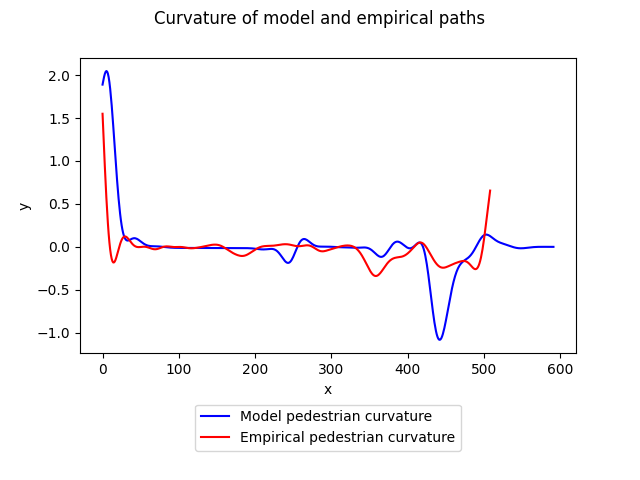 Curvature of model and empirical paths
2.0
1.5
1.0
0.5
0.0
−0.5
−1.0
y
0 100 200 300 400 500 600
x
Model pedestrian curvature
Empirical pedestrian curvature